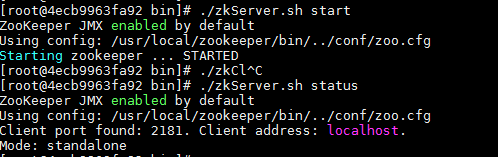 [root@4ecb9963fa92 bin]# ./zkServer.sh start
ZooKeeper JMX enabled by default
Using config: /usr/local/zookeeper/bin/../conf/zoo.cfg
Starting zookeeper ... STARTED
[root@4ecb9963fa92 bin]# ./zkCl^C
[root@4ecb9963fa92 bin]# ./zkServer.sh status
ZooKeeper JMX enabled by default
Using config: /usr/local/zookeeper/bin/../conf/zoo.cfg
Client port found: 2181. Client address: localhost.
Mode: standalone